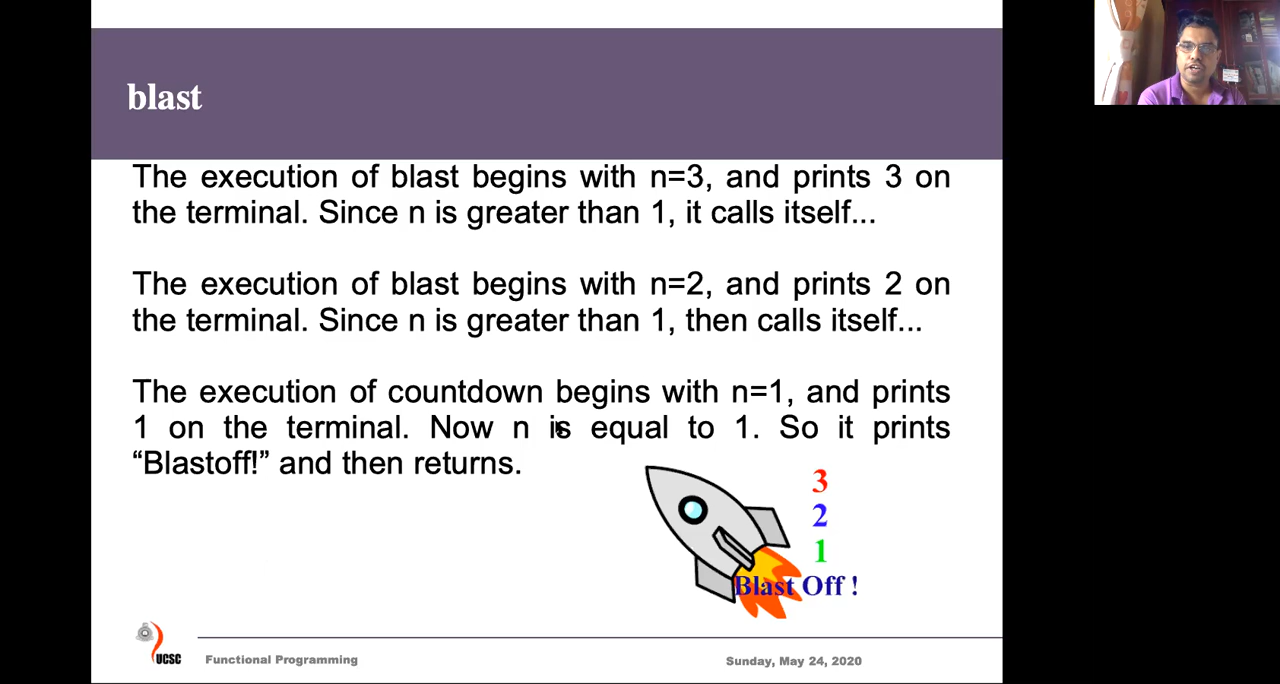 blast
The execution of blast begins with n=3, and prints 3 on
the terminal. Since n is greater than 1, it calls itself...
The execution of blast begins with n=2, and prints 2 on
the terminal. Since n is greater than 1, then calls itself...
The execution of countdown begins with n=1, and prints
1 on the terminal. Now n is equal to 1. So it prints
“Blastoff!” and then returns.
3
2
1
Blast Off !
UCSC
Functional Programming
Sunday, May 24, 2020